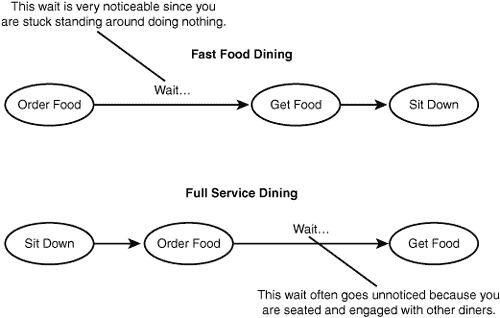 This wait is very noticeable since you
are stuck standing around doing nothing.
Fast Food Dining
Wait...
Order Food
Get Food
Sit Down
Full Service Dining
Wait...
Sit Down
Order Food
Get Food
This wait often goes unnoticed because you
are seated and engaged with other diners.